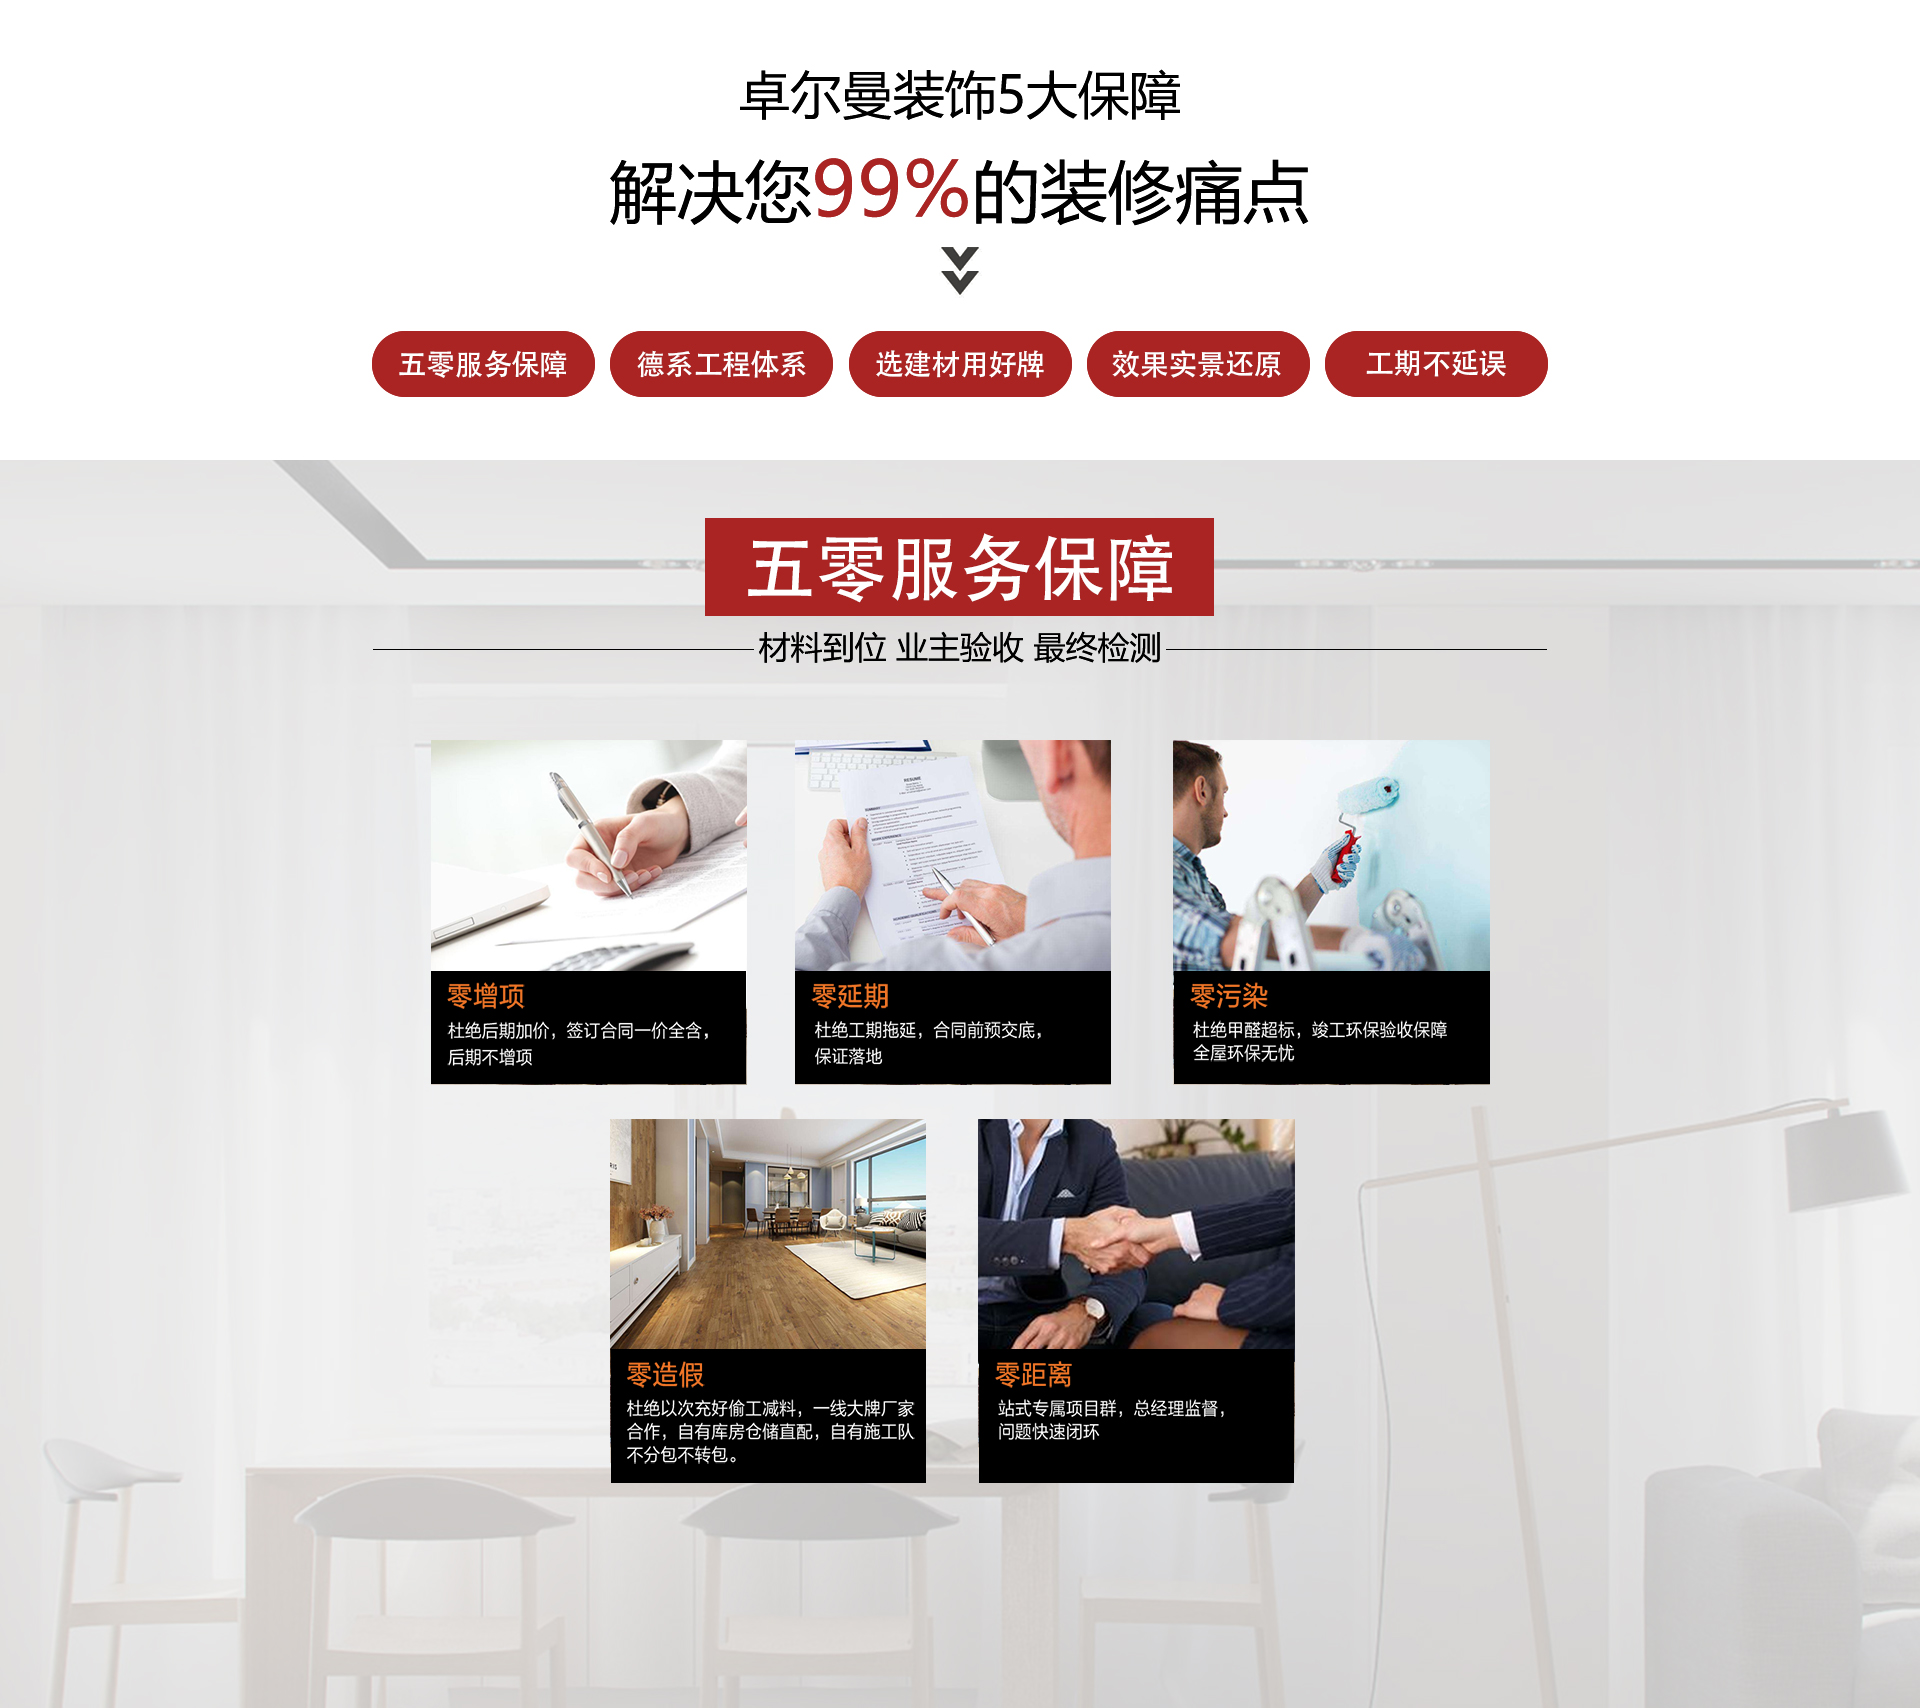 卓尔曼装饰5大保障
解决您99%的装修痛点
五零服务保障
德系工程体系
选建材用好牌
效果实景还原
工期不延误
五零服务保障
材料到位 业主验收 最终检测
RESUME
零增项
杜绝后期加价，签订合同一价全含，
后期不增项
零延期
杜绝工期拖延，合同前预交底，
保证落地
零污染
杜绝甲醛超标，竣工环保验收保障
全屋环保无忧
零造假
杜绝以次充好偷工减料，一线大牌厂家
合作，自有库房仓储直配，自有施工队
不分包不转包。
零距离
站式专属项目群，总经理监督，
问题快速闭环